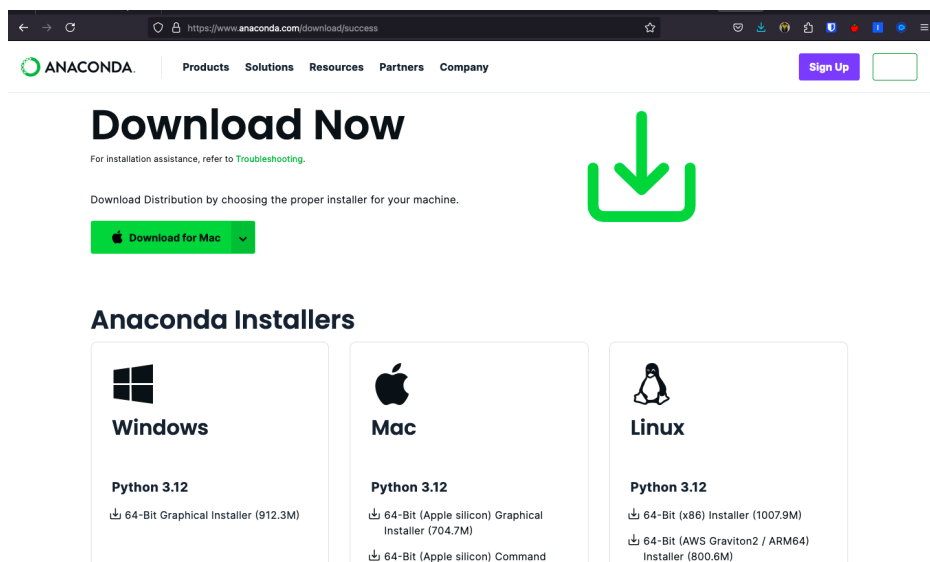 https://www.anaconda.com/download/success
ANACONDA.
Products Solutions Resources Partners Company
Sign Up
Download Now
For installation assistance, refer to Troubleshooting.
Download Distribution by choosing the proper installer for your machine.
Download for Mac
Anaconda Installers
Windows
Python 3.12
64-Bit Graphical Installer (912.3M)
Mac
Python 3.12
64-Bit (Apple silicon) Graphical
Installer (704.7M)
64-Bit (Apple silicon) Command
Linux
Python 3.12
64-Bit (x86) Installer (1007.9M)
64-Bit (AWS Graviton2 / ARM64)
Installer (800.6M)